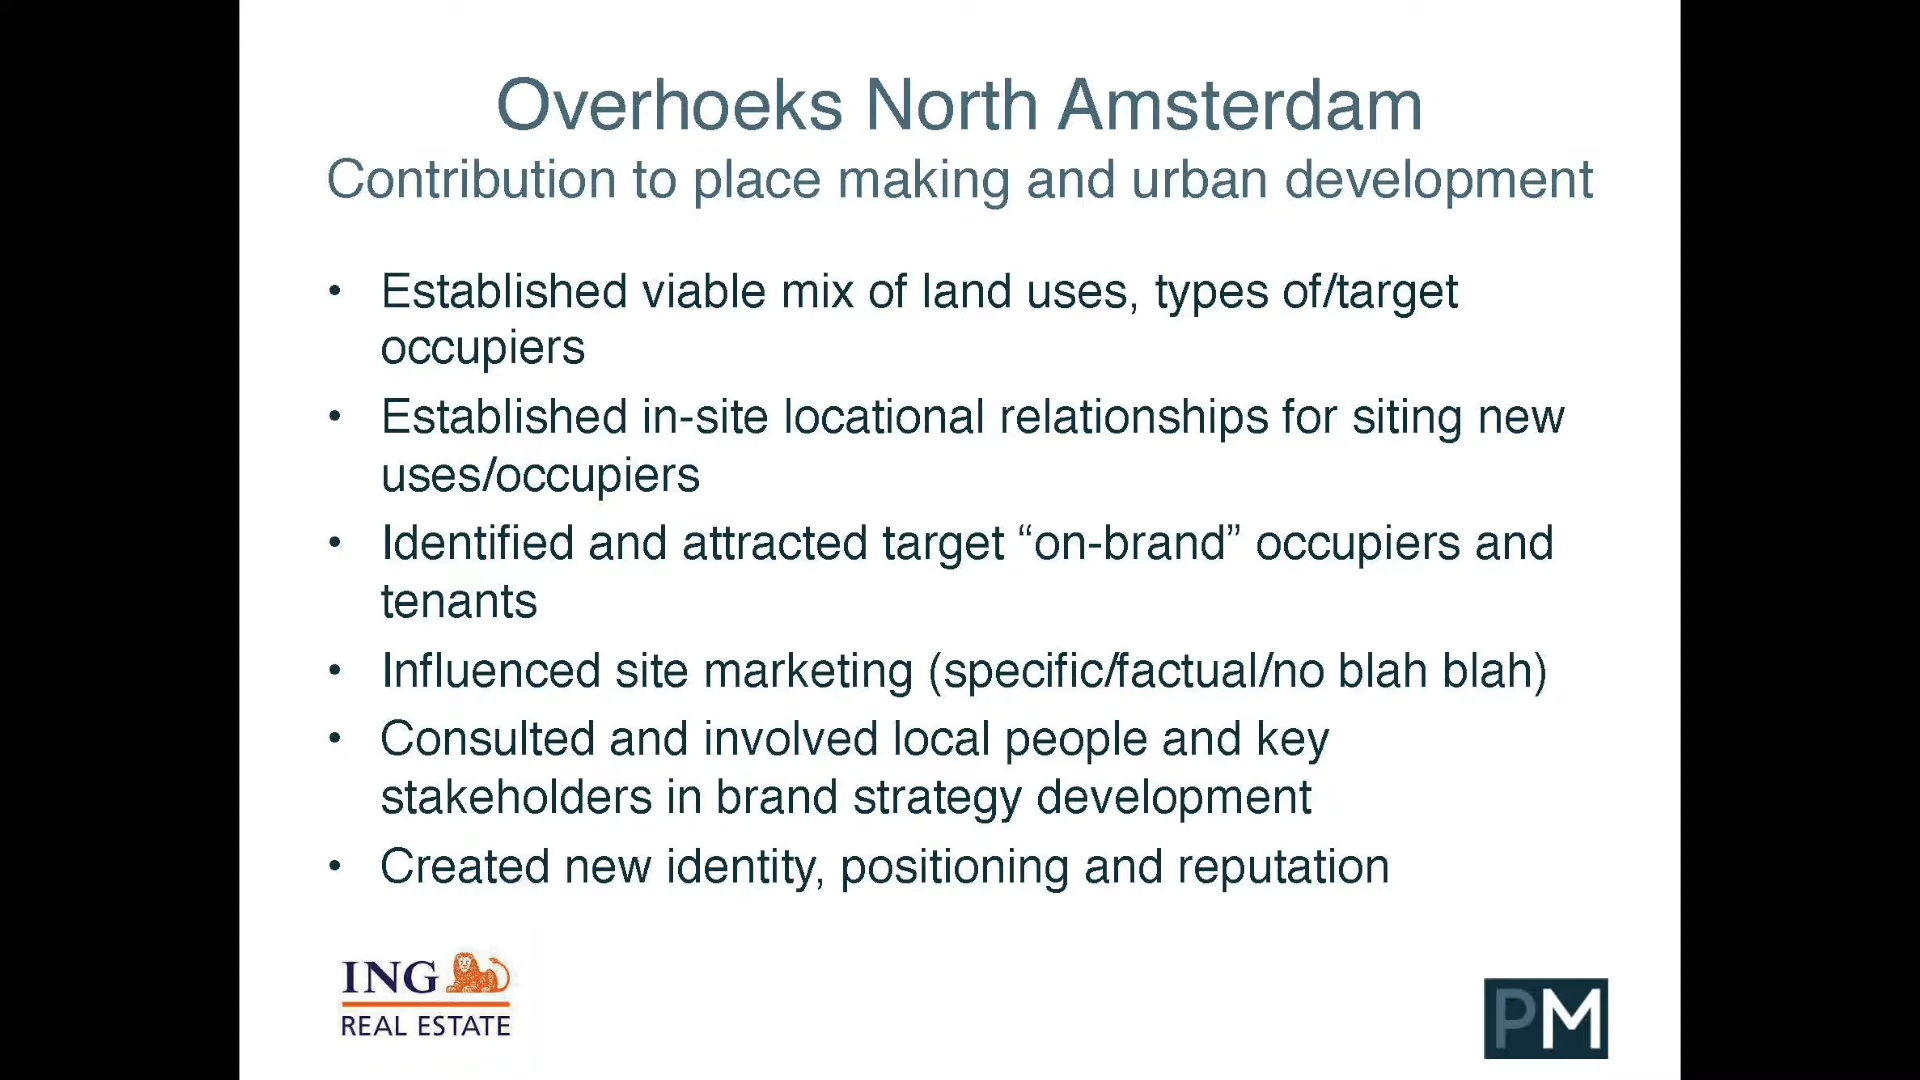 Overhoeks North Amsterdam
Contribution to place making and urban development
• Established viable mix of land uses, types of/target
occupiers
• Established in-site locational relationships for siting new
uses/occupiers
• Identified and attracted target “on-brand” occupiers and
tenants
• Influenced site marketing (specific/factual/no blah blah)
• Consulted and involved local people and key
stakeholders in brand strategy development
• Created new identity, positioning and reputation
ING
REAL ESTATE
PM